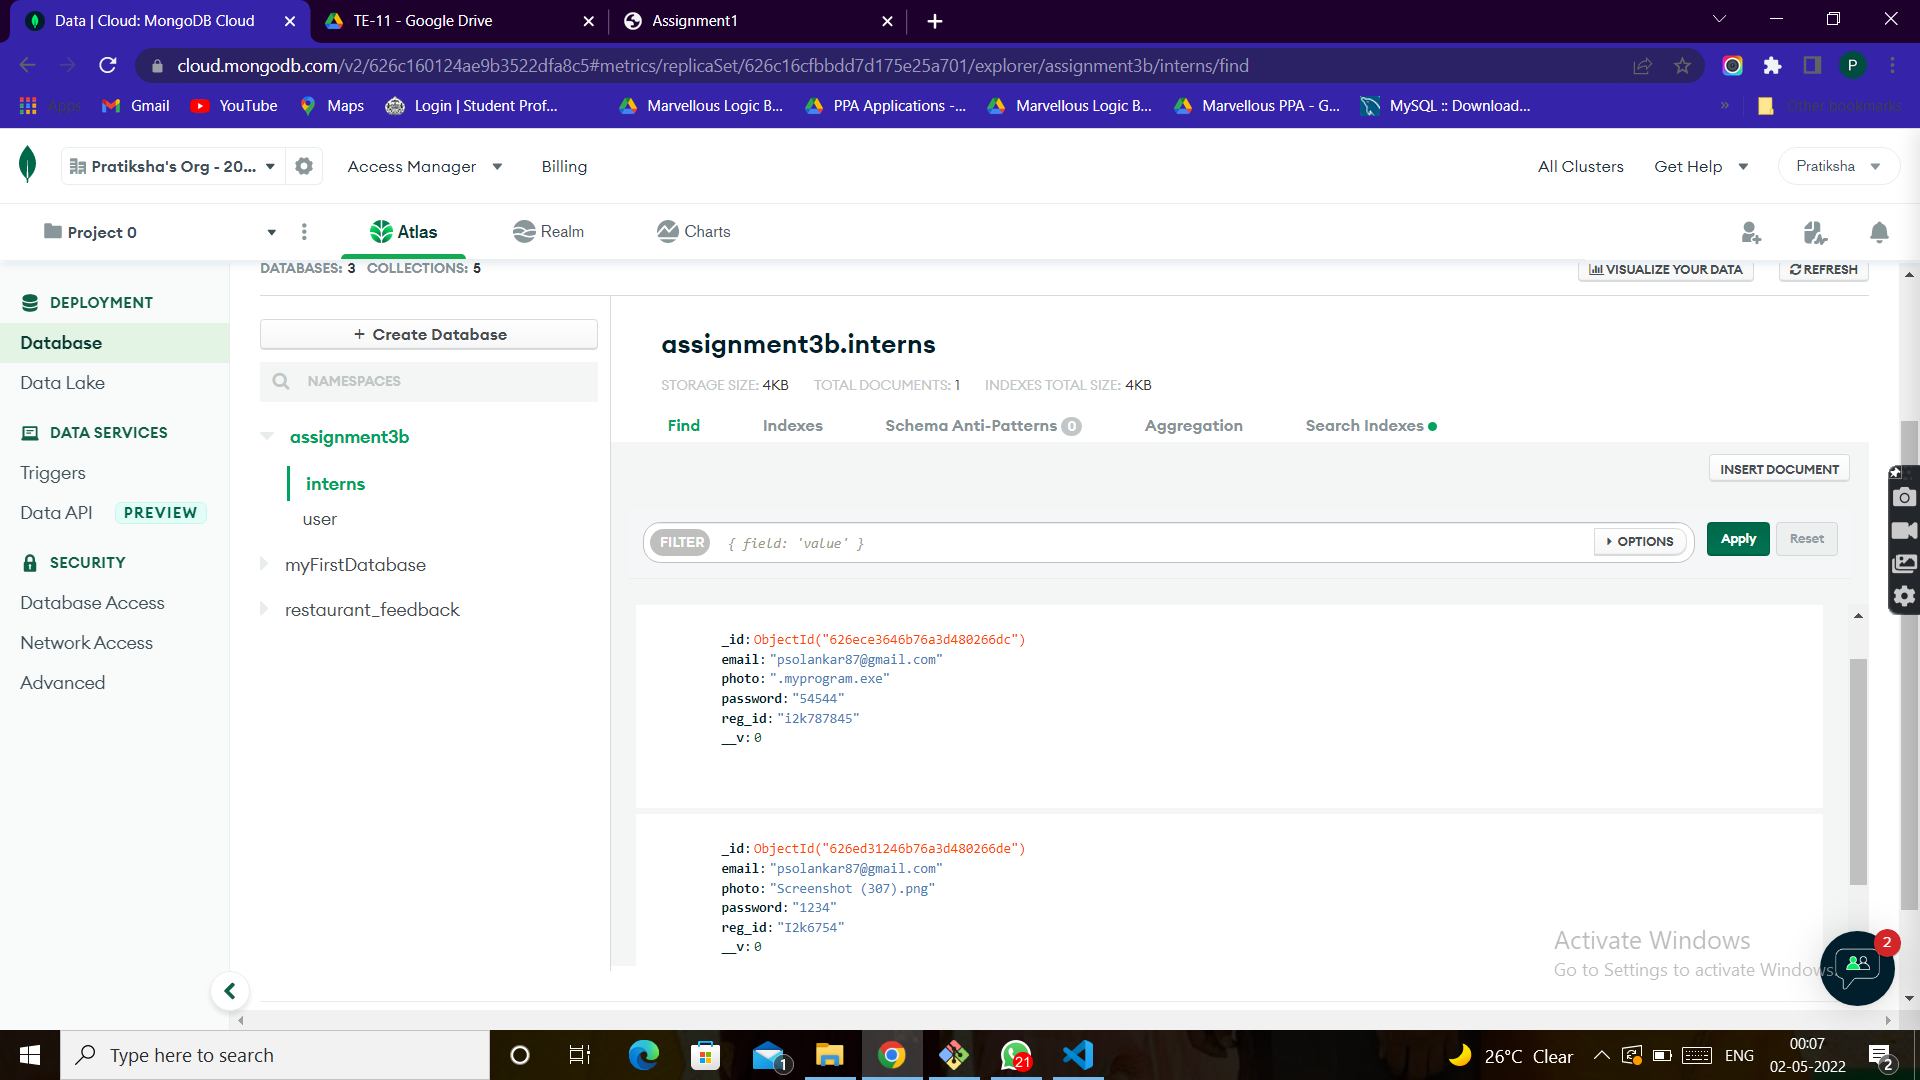 Data | Cloud: MongoDB Cloud
TE-11 - Google Drive
Assignment1
cloud.mongodb.com/v2/626c160124ae9b3522dfa8c5#metrics/replicaSet/626c16cfbbdd7d175e25a701/explorer/assignment3b/interns/find
P
Apps
Gmail
YouTube
Maps
Login | Student Prof...
Marvellous Logic B...
PPA Applications -...
Marvellous Logic B...
Marvellous PPA - G...
MySQL :: Download...
»
Other bookmarks
Pratiksha's Org - 20...
Access Manager
Billing
All Clusters
Get Help
Pratiksha
Project 0
Atlas
Realm
Charts
DATABASES: 3 COLLECTIONS: 5
VISUALIZE YOUR DATA
REFRESH
DEPLOYMENT
Database
Data Lake
DATA SERVICES
Triggers
Data API PREVIEW
SECURITY
Database Access
Network Access
Advanced
+ Create Database
NAMESPACES
assignment3b
interns
user
myFirstDatabase
restaurant_feedback
assignment3b.interns
STORAGE SIZE: 4KB TOTAL DOCUMENTS: 1 INDEXES TOTAL SIZE: 4KB
Find
Indexes
Schema Anti-Patterns 0
Aggregation
Search Indexes
INSERT DOCUMENT
FILTER { field: 'value' }
OPTIONS
Apply
Reset
_id: ObjectId("626ece3646b76a3d480266dc")
email: "psolankar87@gmail.com"
photo: ".myprogram.exe"
password: "54544"
reg_id: "i2k787845"
__v: 0
_id: ObjectId("626ed31246b76a3d480266de")
email: "psolankar87@gmail.com"
photo: "Screenshot (307).png"
password: "1234"
reg_id: "I2k6754"
__v: 0
Activate Windows
Go to Settings to activate Windows.
2
Type here to search
1
21
26°C Clear
ENG
00:07
02-05-2022
2